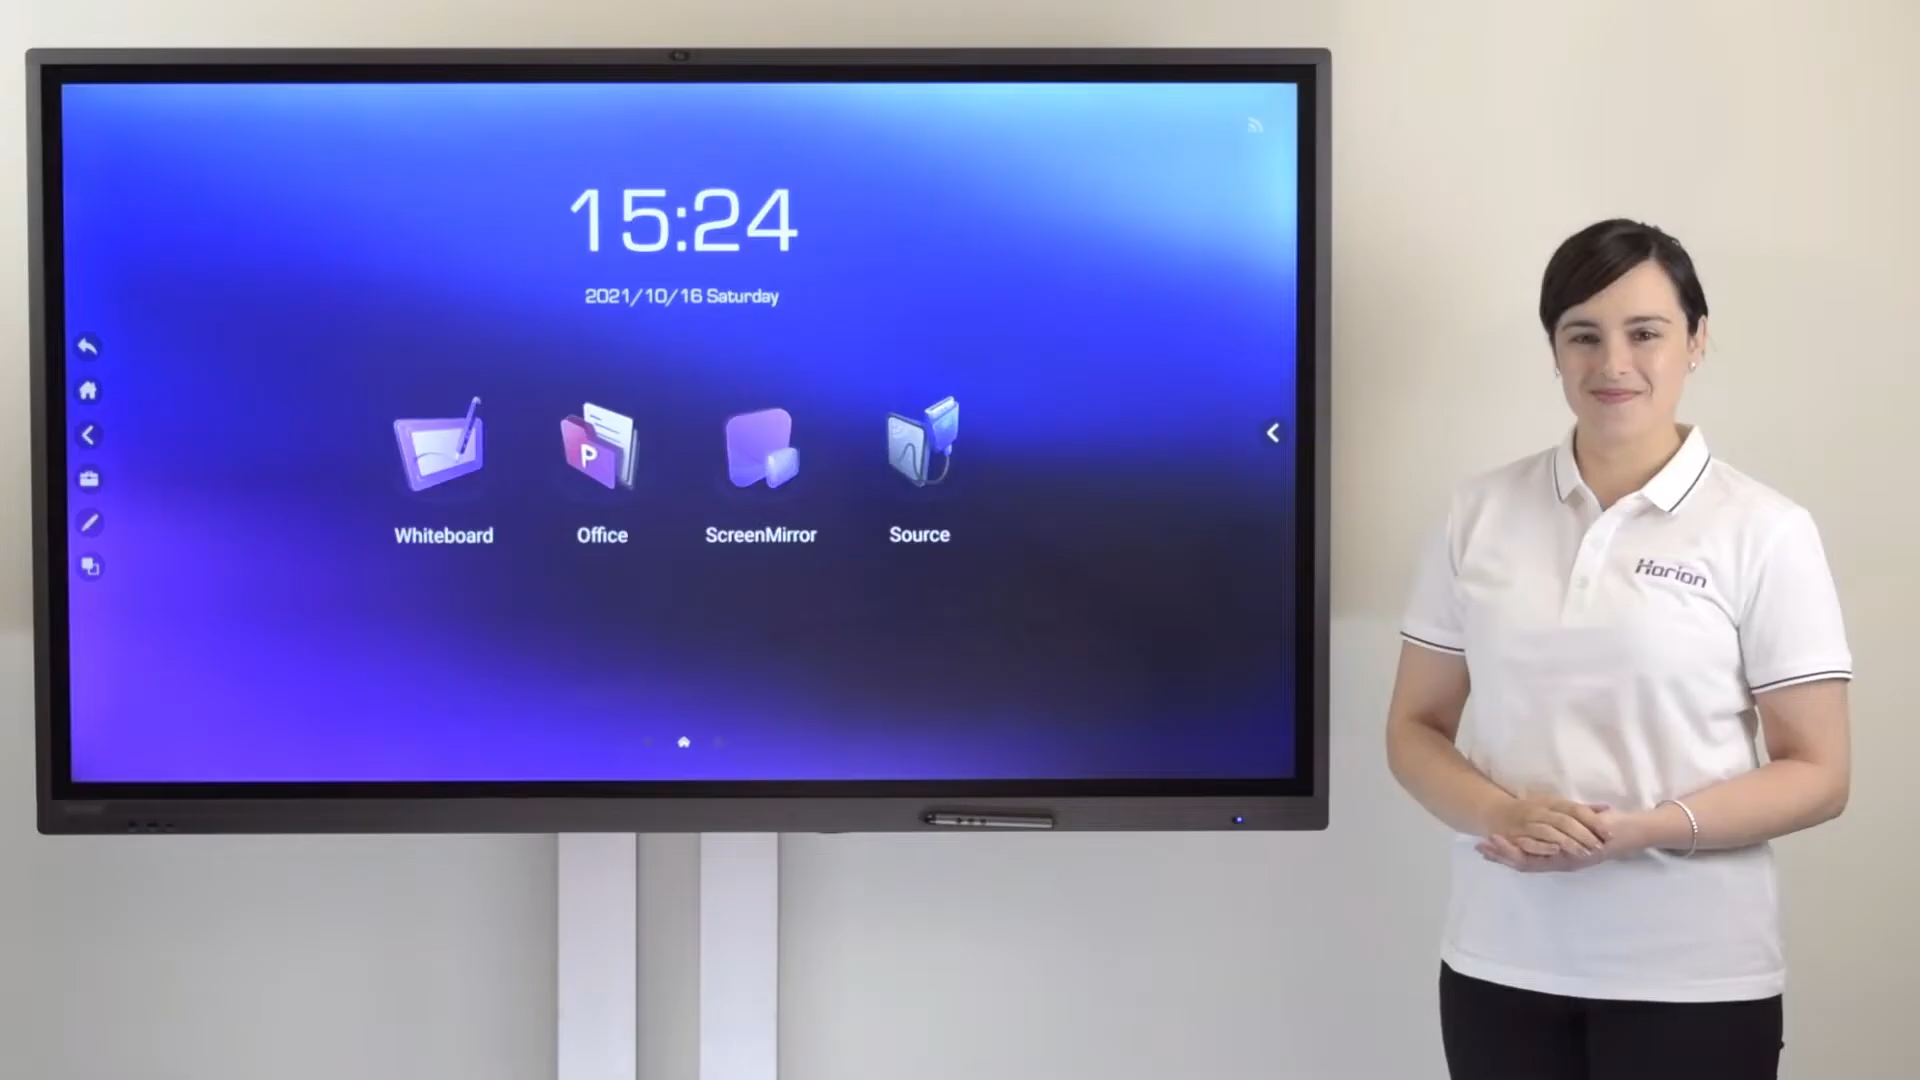 15:24
2021/10/16 Saturday
P
Whiteboard
Office
ScreenMirror
Source
Horion